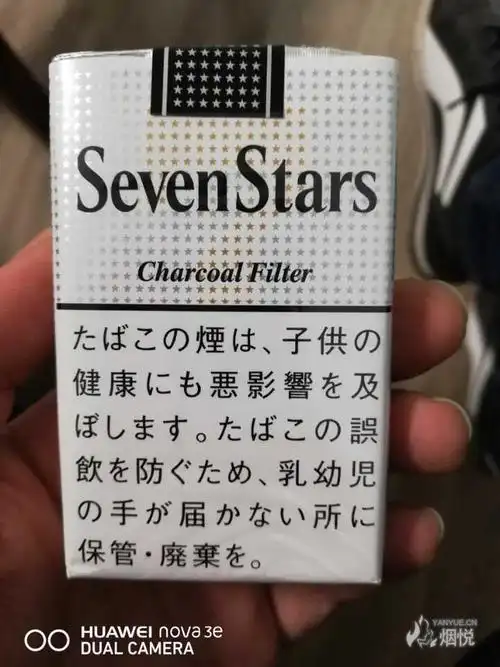 SevenStars
Charcoal Filter
たばこの煙は、子供の
健康にも悪影響を及
ぼします。たばこの誤
飲を防ぐため、乳幼児
の手が届かない所に
保管・廃棄を。
HUAWEI nova 3e
DUAL CAMERA
YANYUE.CN
烟悦